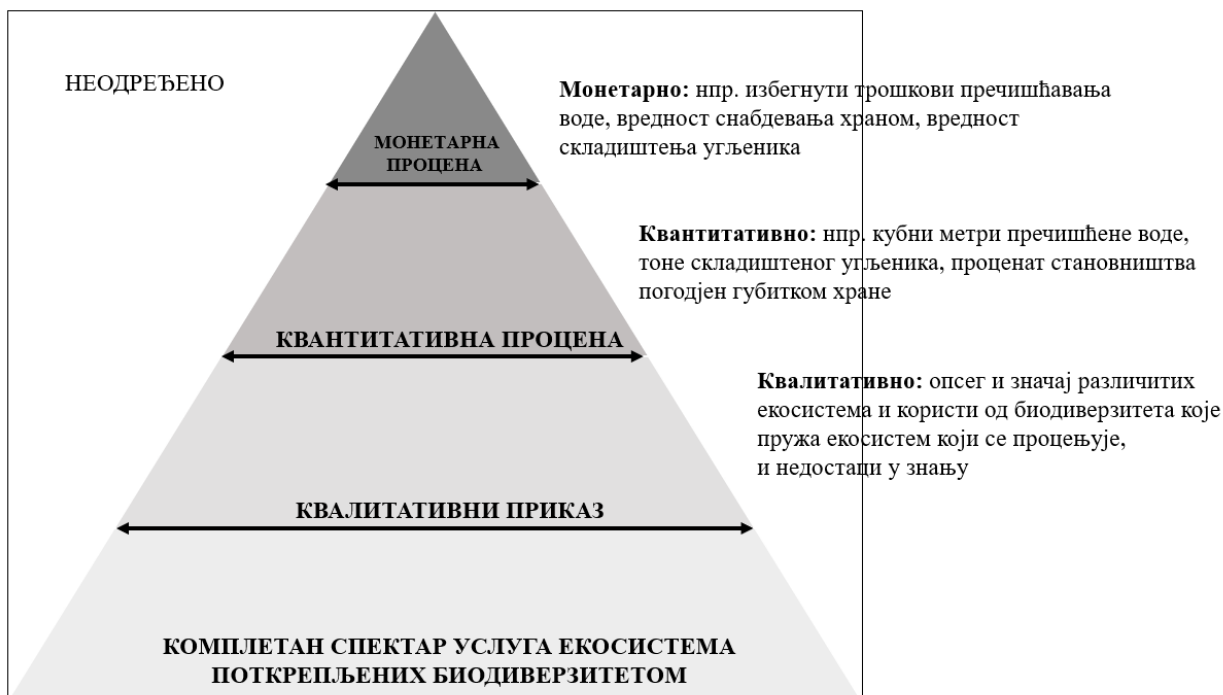 НЕОДРЕЂЕНО
Монетарно: нпр. избегнути трошкови пречишћавања
воде, вредност снабдевања храном, вредност
складиштења угљеника
МОНЕТАРНА
ПРОЦЕНА
Квантитативно: нпр. кубни метри пречишћене воде,
тоне складиштеног угљеника, проценат становништва
погодјен губитком хране
КВАНТИТАТИВНА ПРОЦЕНА
Квалитативно: опсег и значај различитих
екосистема и користи од биодиверзитета које
пружа екосистем који се процењује,
и недостаци у знању
КВАЛИТАТИВНИ ПРИКАЗ
КОМПЛЕТАН СПЕКТАР УСЛУГА ЕКОСИСТЕМА
ПОТКРЕПЉЕНИХ БИОДИВЕРЗИТЕТОМ